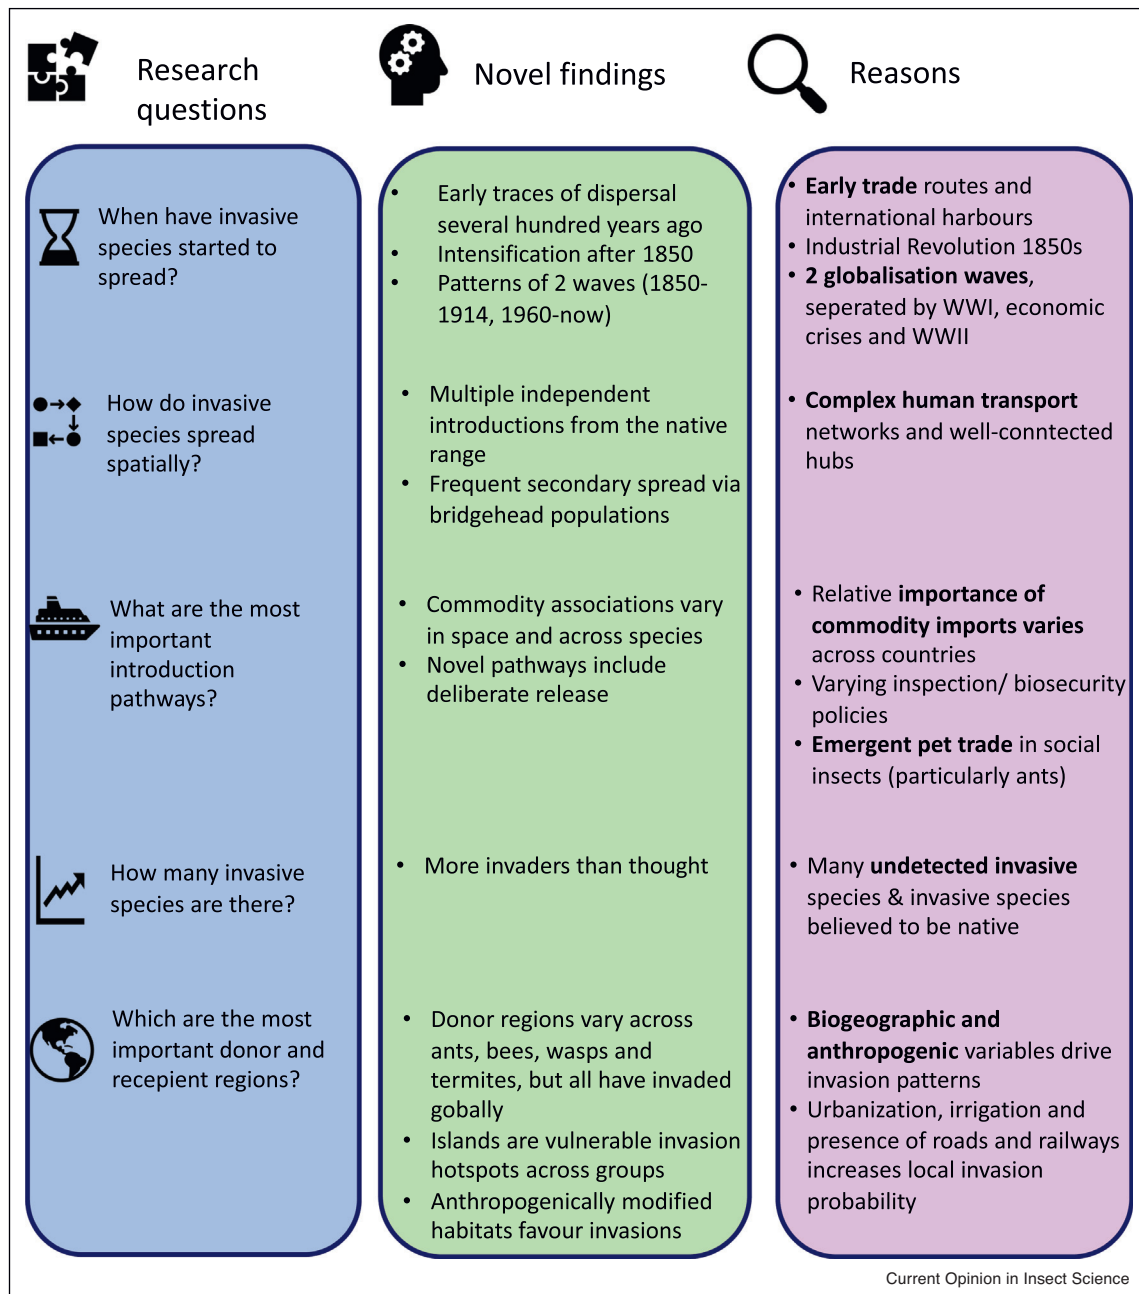 Research
questions
Novel findings
Reasons
When have invasive
species started to
spread?
• Early traces of dispersal
several hundred years ago
• Intensification after 1850
• Patterns of 2 waves (1850-
1914, 1960-now)
• Early trade routes and
international harbours
• Industrial Revolution 1850s
• 2 globalisation waves,
seperated by WWI, economic
crises and WWII
How do invasive
species spread
spatially?
• Multiple independent
introductions from the native
range
• Frequent secondary spread via
bridgehead populations
• Complex human transport
networks and well-conntected
hubs
What are the most
important
introduction
pathways?
• Commodity associations vary
in space and across species
• Novel pathways include
deliberate release
• Relative importance of
commodity imports varies
across countries
• Varying inspection/ biosecurity
policies
• Emergent pet trade in social
insects (particularly ants)
How many invasive
species are there?
• More invaders than thought
• Many undetected invasive
species & invasive species
believed to be native
Which are the most
important donor and
recepient regions?
• Donor regions vary across
ants, bees, wasps and
termites, but all have invaded
gobally
• Islands are vulnerable invasion
hotspots across groups
• Anthropogenically modified
habitats favour invasions
• Biogeographic and
anthropogenic variables drive
invasion patterns
• Urbanization, irrigation and
presence of roads and railways
increases local invasion
probability
Current Opinion in Insect Science